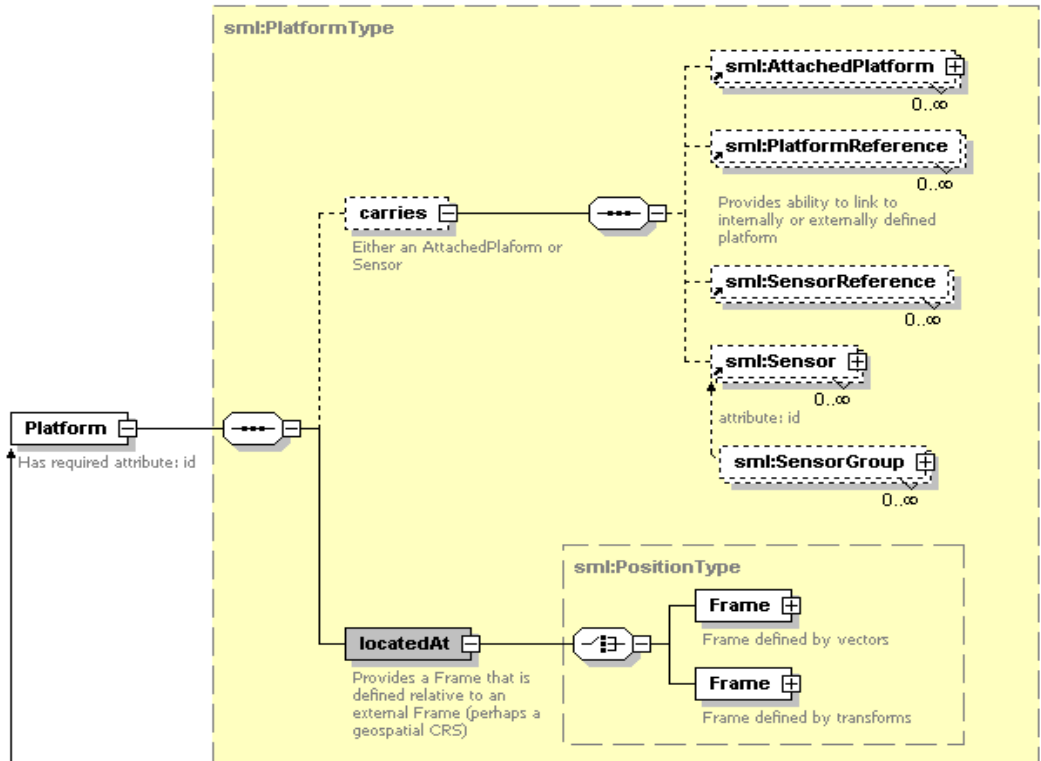 sml:PlatformType
sml:AttachedPlatform
0..∞
sml:PlatformReference
0..∞
Provides ability to link to
internally or externally defined
platform
carries
Either an AttachedPlaform or
Sensor
sml:SensorReference
0..∞
sml:Sensor
0..∞
attribute: id
sml:SensorGroup
0..∞
Platform
Has required attribute: id
sml:PositionType
Frame
Frame defined by vectors
locatedAt
Provides a Frame that is
defined relative to an
external Frame (perhaps a
geospatial CRS)
Frame
Frame defined by transforms